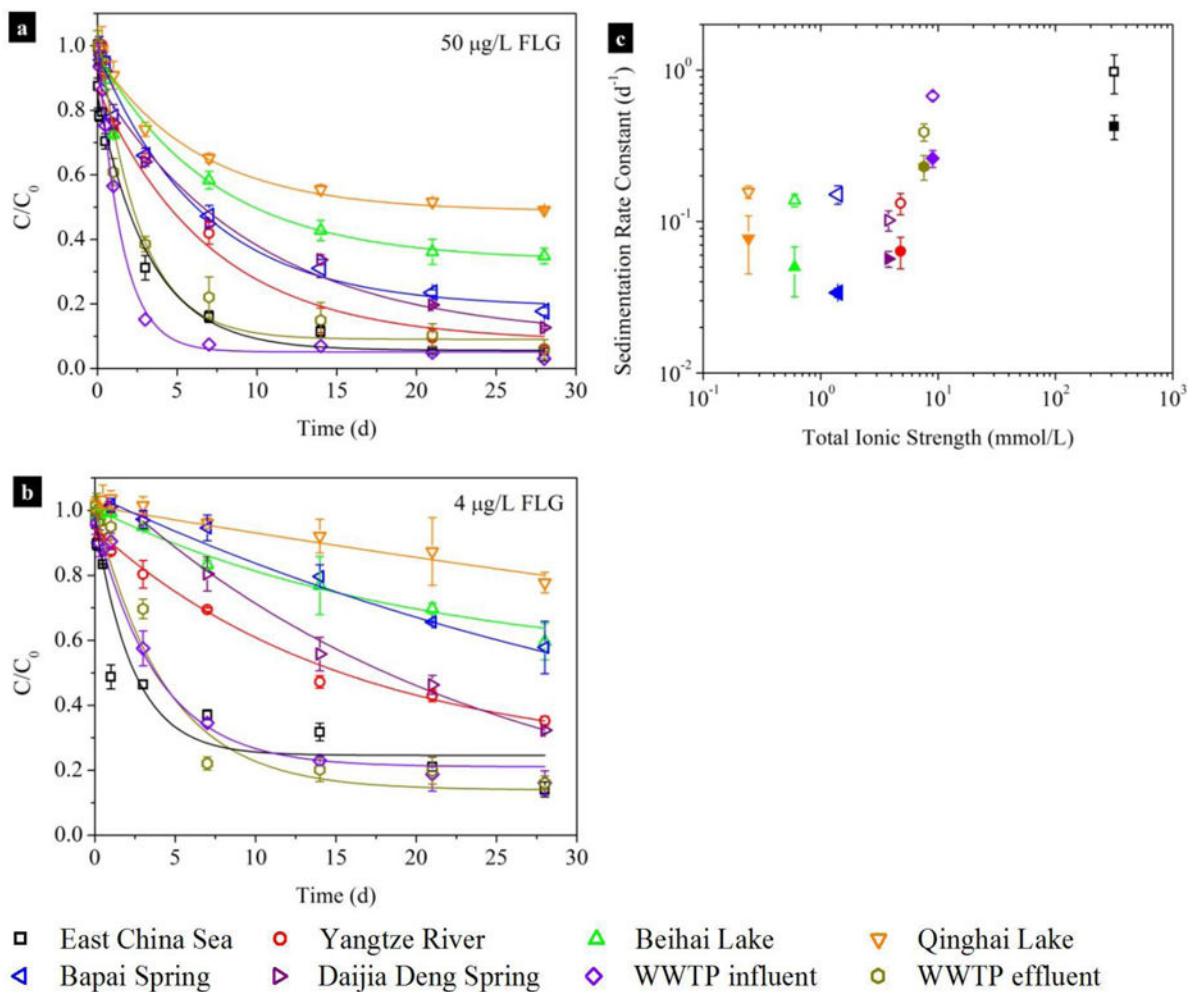 a
50 μg/L FLG
C/C0
1.0
0.8
0.6
0.4
0.2
0.0
0 5 10 15 20 25 30
Time (d)
c
Sedimentation Rate Constant (d-1)
10^0
10^-1
10^-2
10^-1 10^0 10^1 10^2 10^3
Total Ionic Strength (mmol/L)
b
4 μg/L FLG
C/C0
1.0
0.8
0.6
0.4
0.2
0.0
0 5 10 15 20 25 30
Time (d)
East China Sea Yangtze River Beihai Lake Qinghai Lake
Bapai Spring Daijia Deng Spring WWTP influent WWTP effluent